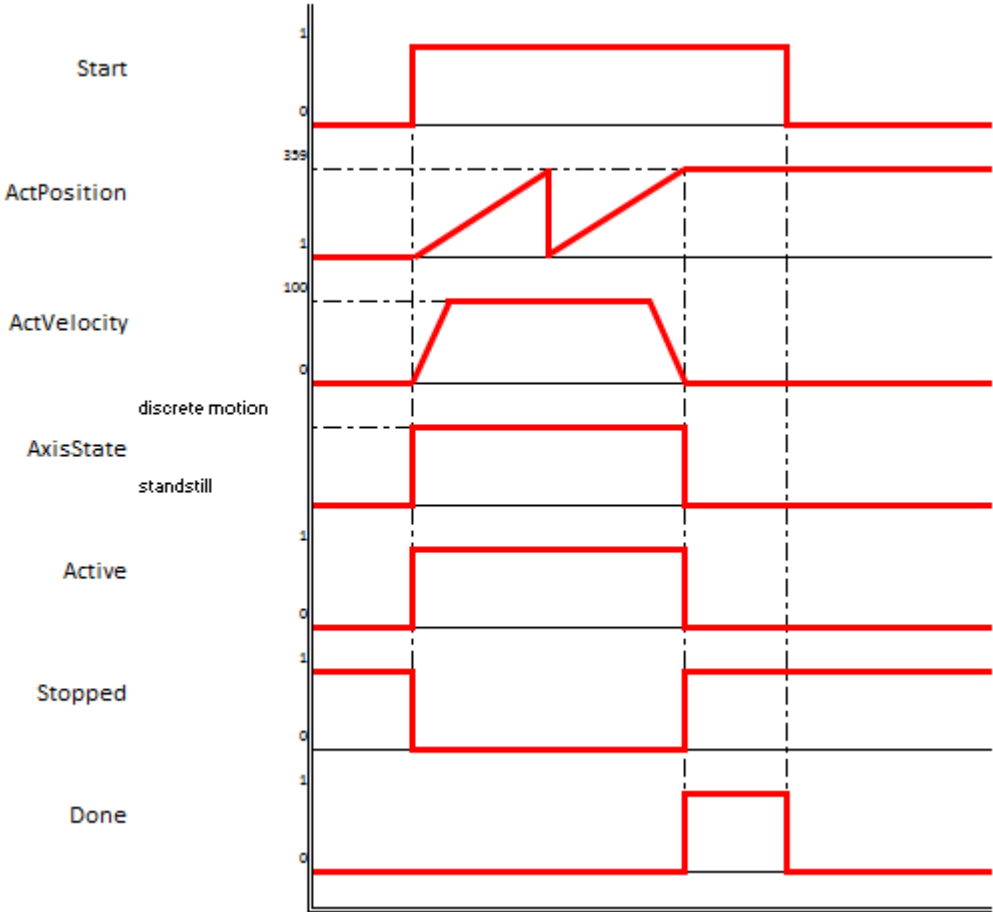 1
Start
0
359
ActPosition
1
100
ActVelocity
0
discrete motion
AxisState
standstill
1
Active
0
1
Stopped
0
1
Done
0